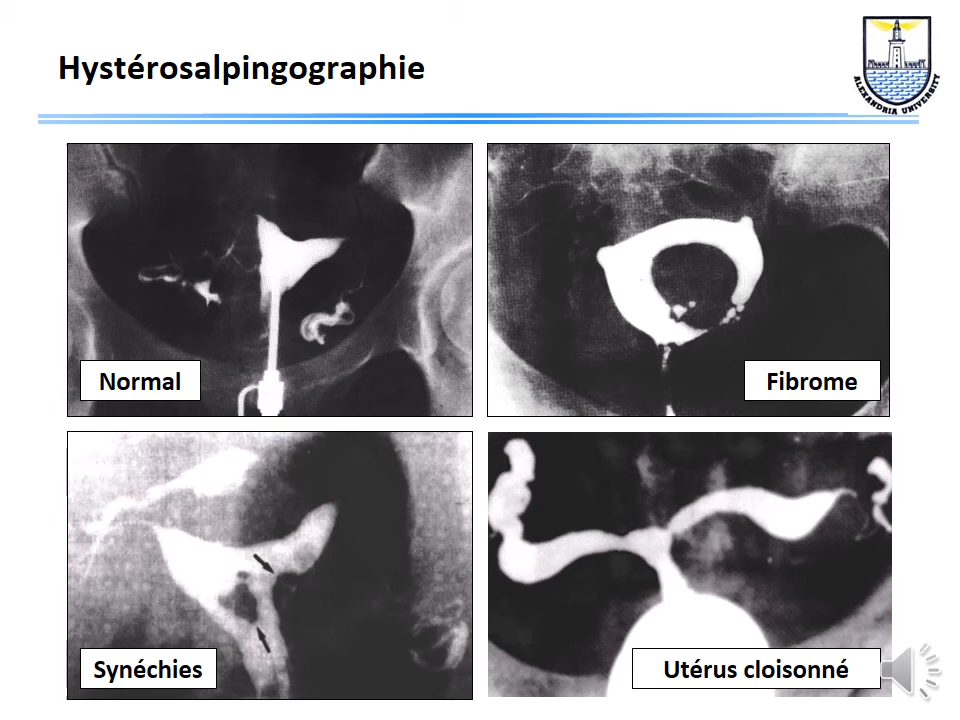 Hystérosalpingographie
ALEXANDRIA UNIVERSITY
Normal
Fibrome
Synéchies
Utérus cloisonné